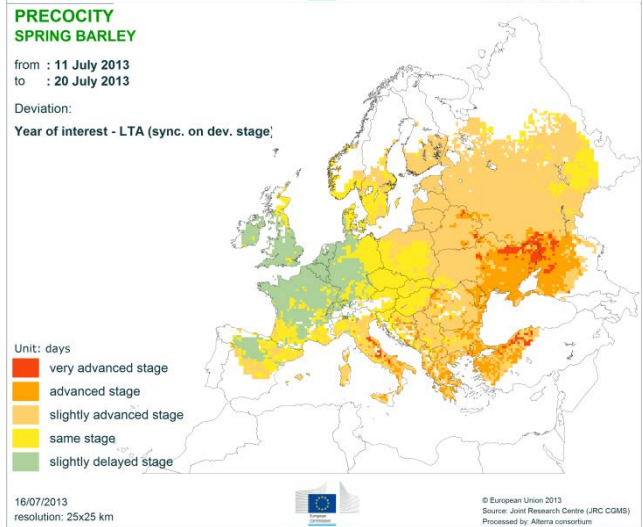 PRECOCITY
SPRING BARLEY
from : 11 July 2013
to : 20 July 2013
Deviation:
Year of interest - LTA (sync. on dev. stage)
Unit: days
very advanced stage
advanced stage
slightly advanced stage
same stage
slightly delayed stage
16/07/2013
resolution: 25x25 km
European
Commission
© European Union 2013
Source: Joint Research Centre (JRC CGMS)
Processed by: Alterra consortium